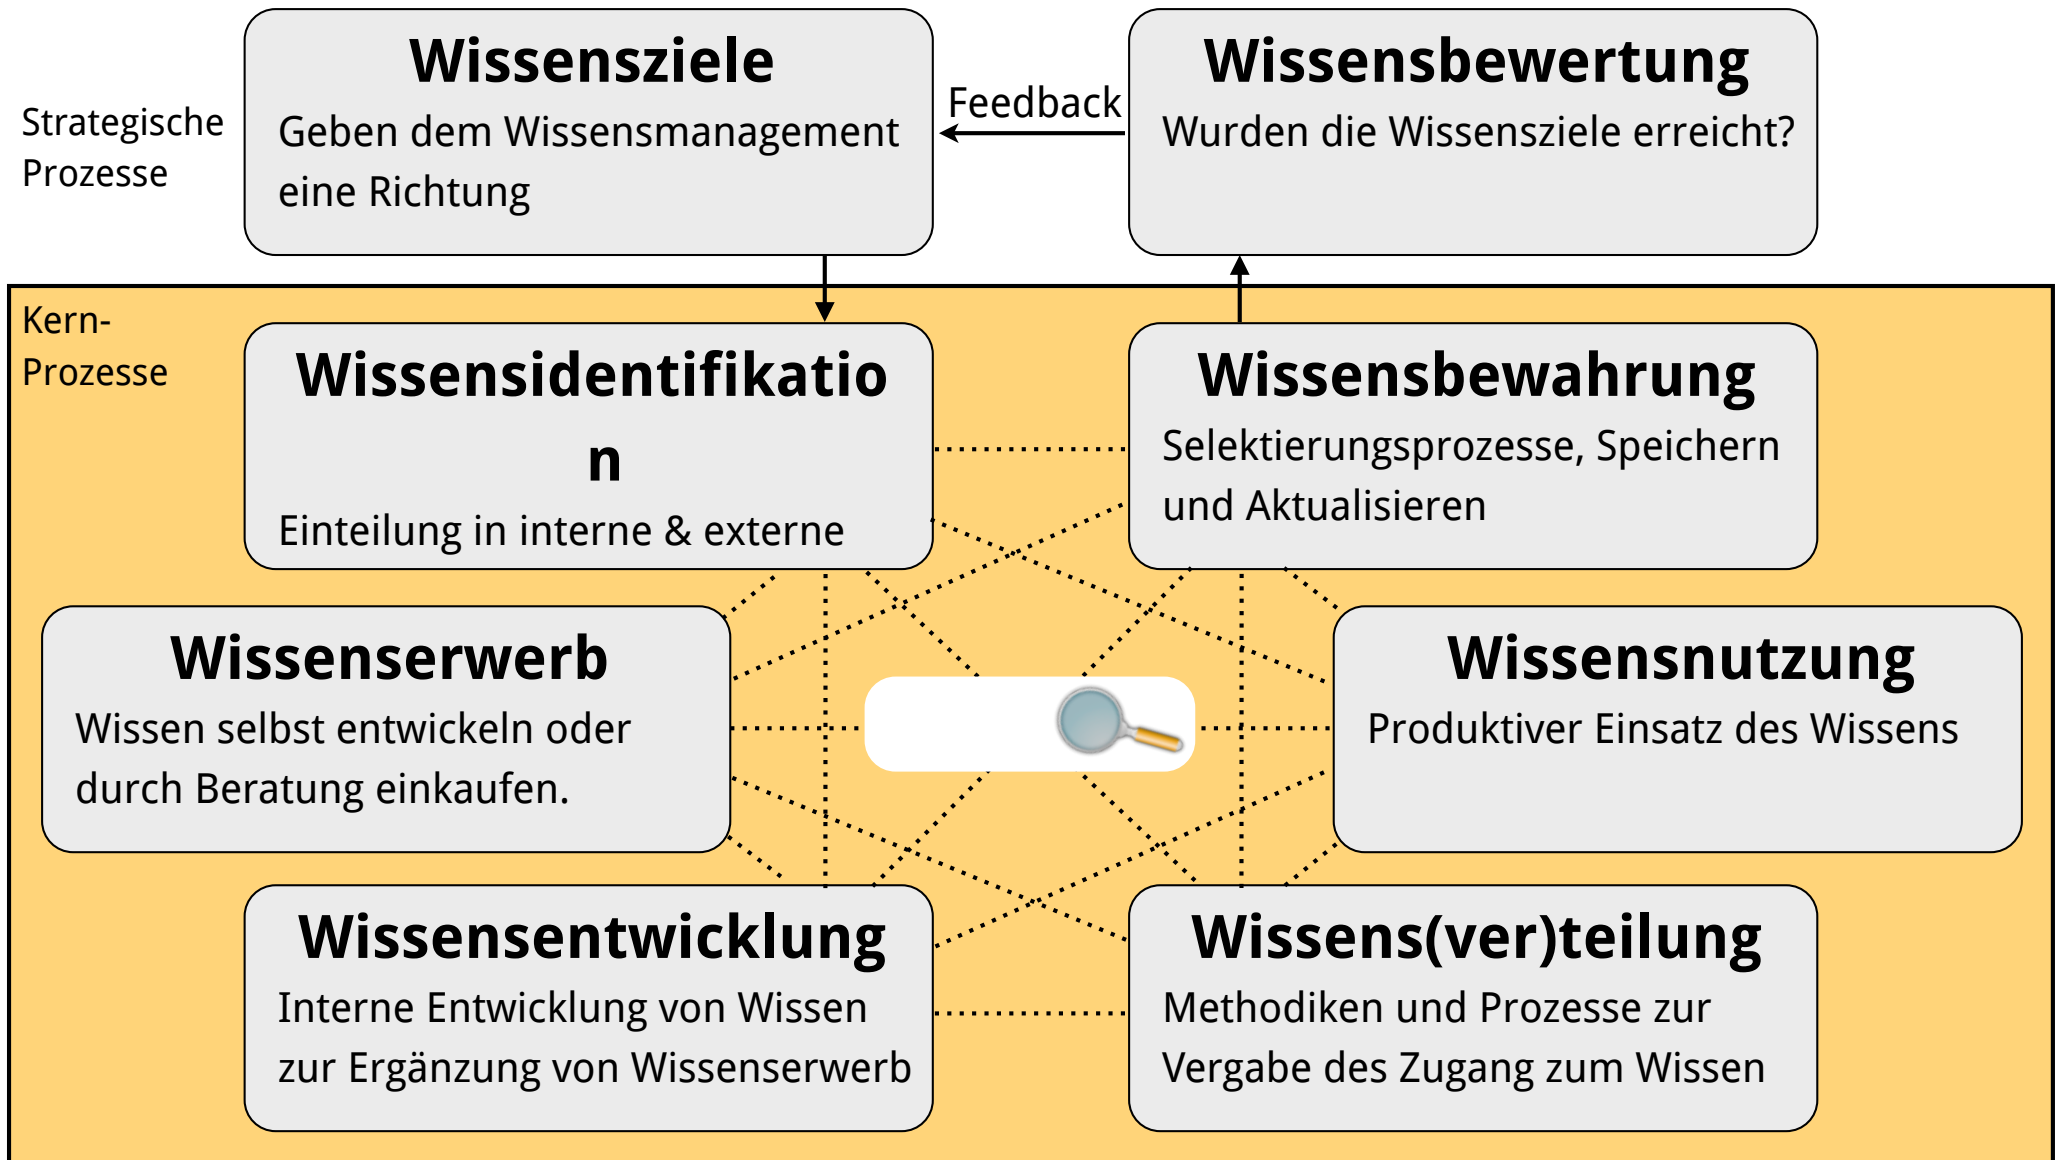 Strategische
Prozesse
Wissensziele
Geben dem Wissensmanagement
eine Richtung
Feedback
Wissensbewertung
Wurden die Wissensziele erreicht?
Kern-
Prozesse
Wissensidentifikatio
n
Einteilung in interne & externe
Wissensbewahrung
Selektierungsprozesse, Speichern
und Aktualisieren
Wissenserwerb
Wissen selbst entwickeln oder
durch Beratung einkaufen.
Wissensnutzung
Produktiver Einsatz des Wissens
Wissensentwicklung
Interne Entwicklung von Wissen
zur Ergänzung von Wissenserwerb
Wissens(ver)teilung
Methodiken und Prozesse zur
Vergabe des Zugang zum Wissen